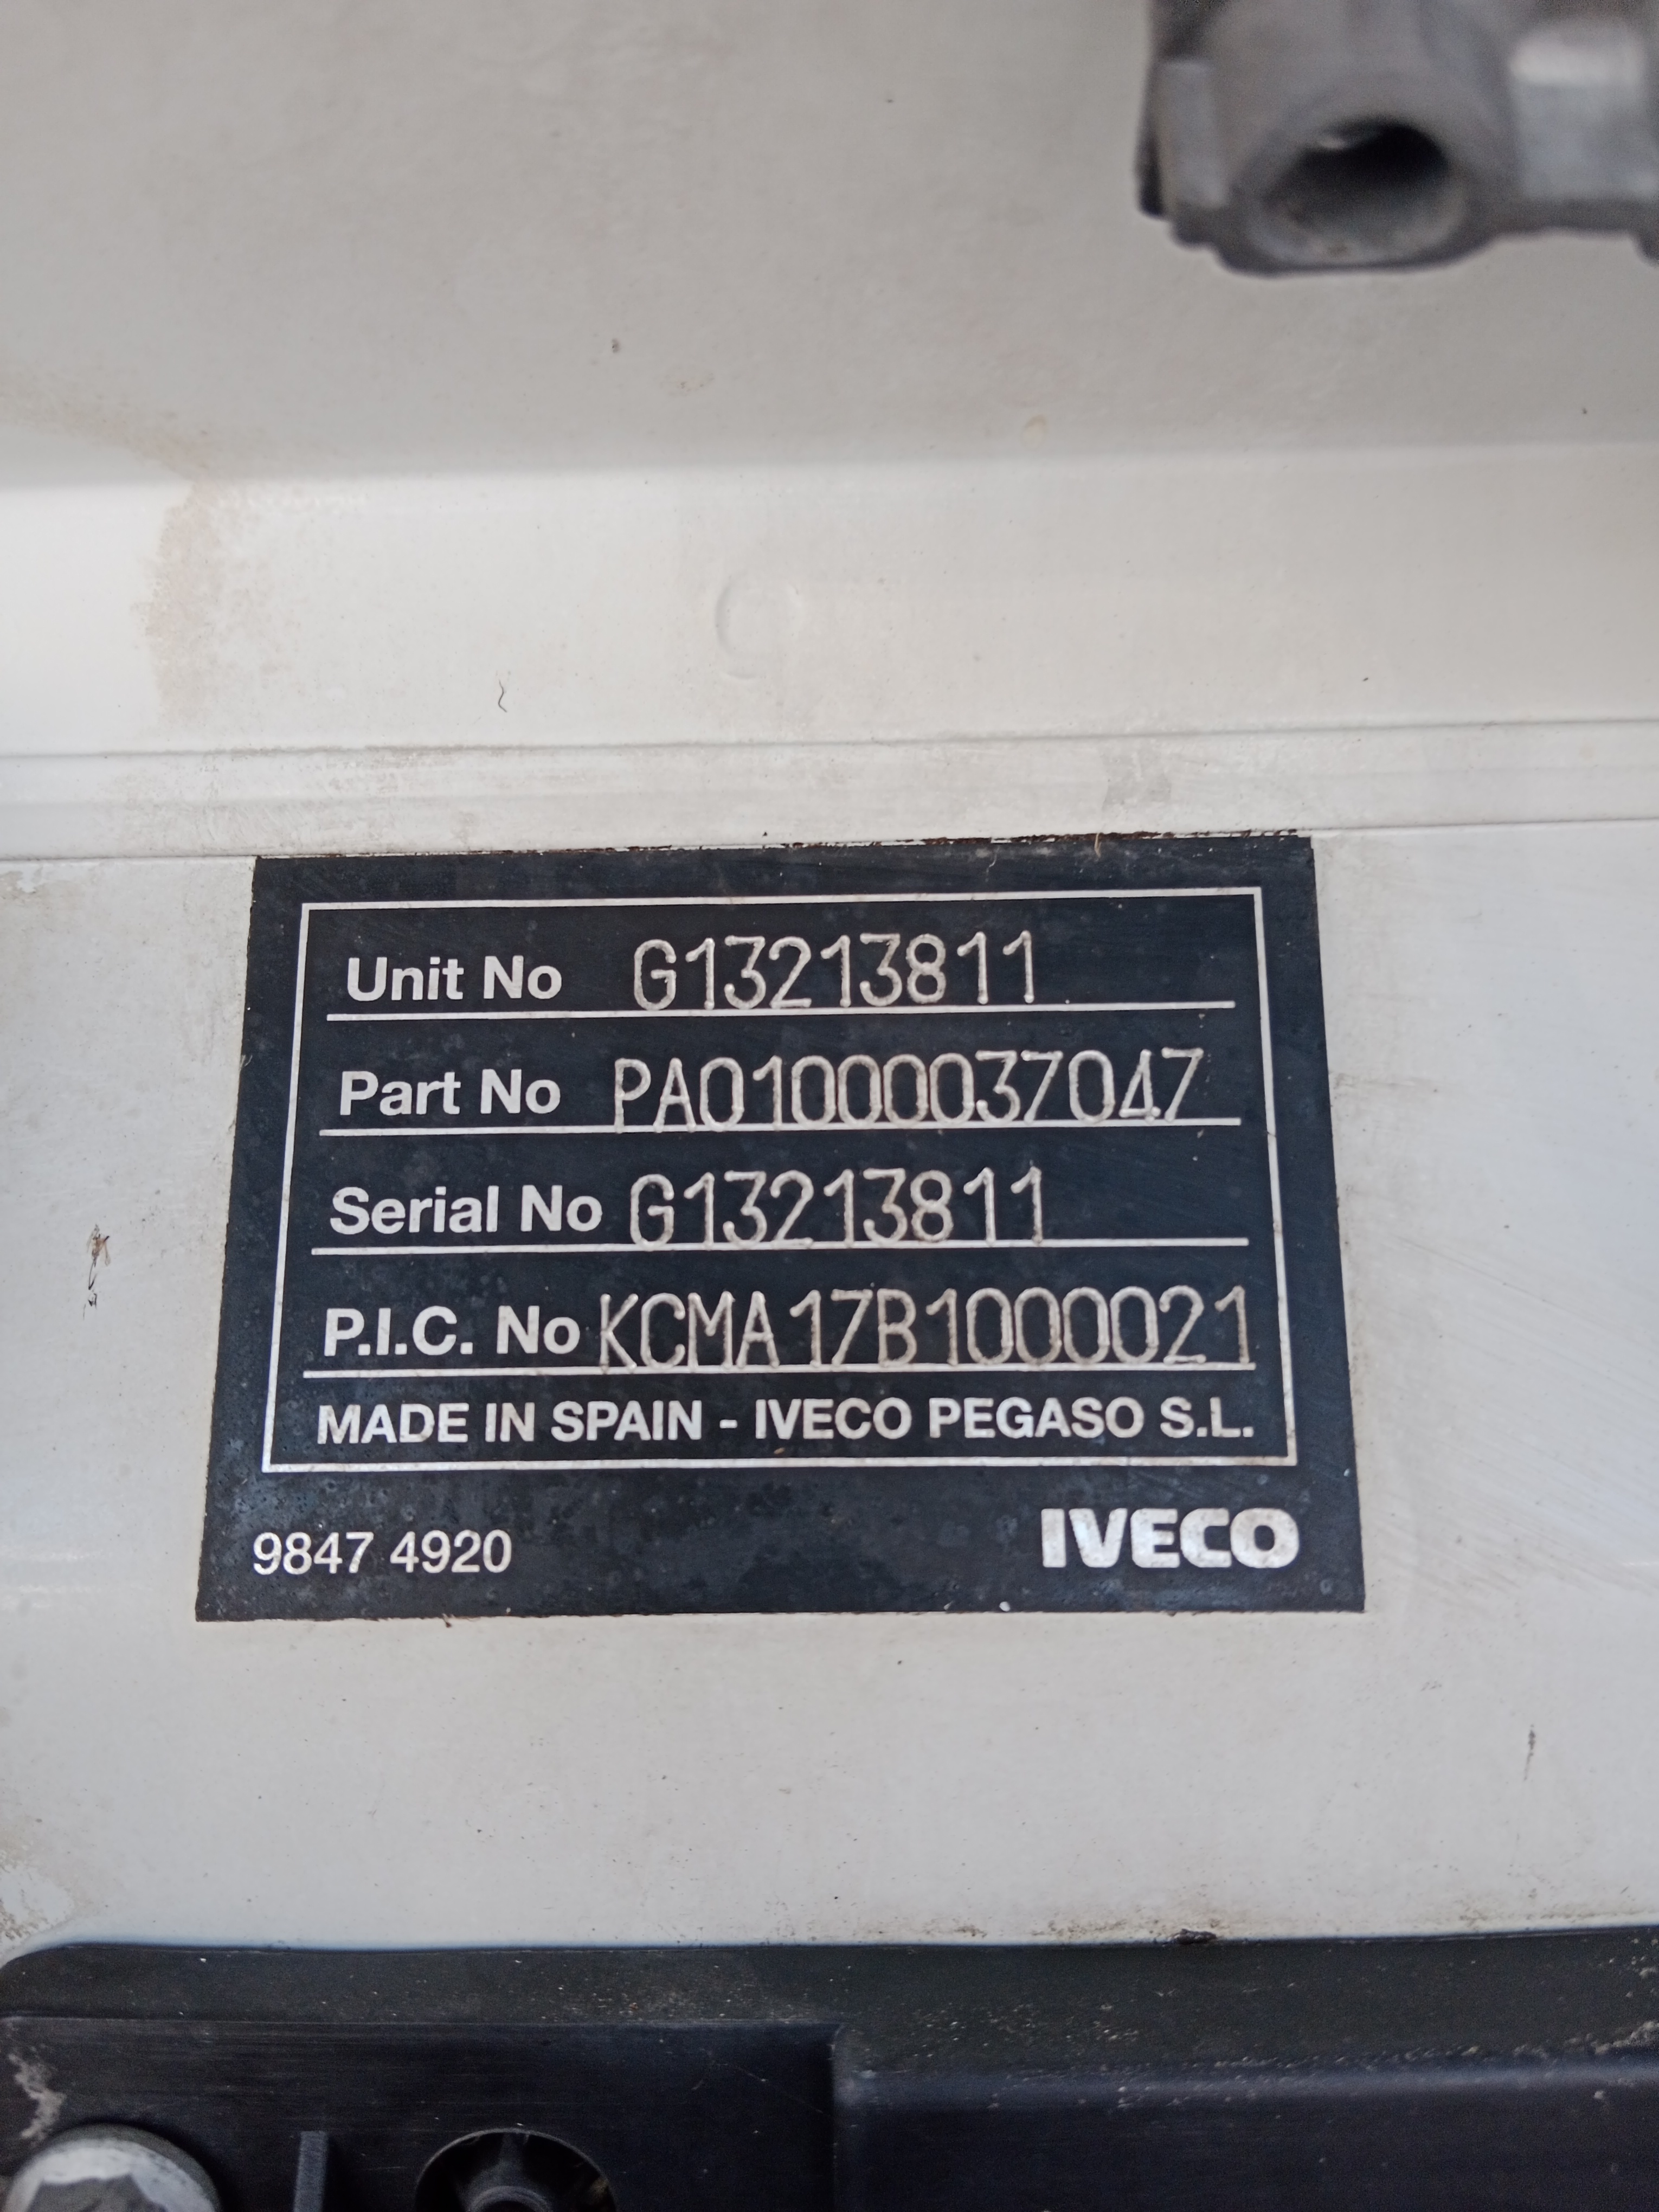 Unit No G13213811
Part No PA01000037047
Serial No G13213811
P.I.C. No KCMA17B1000021
MADE IN SPAIN - IVECO PEGASO S.L.
9847 4920 IVECO